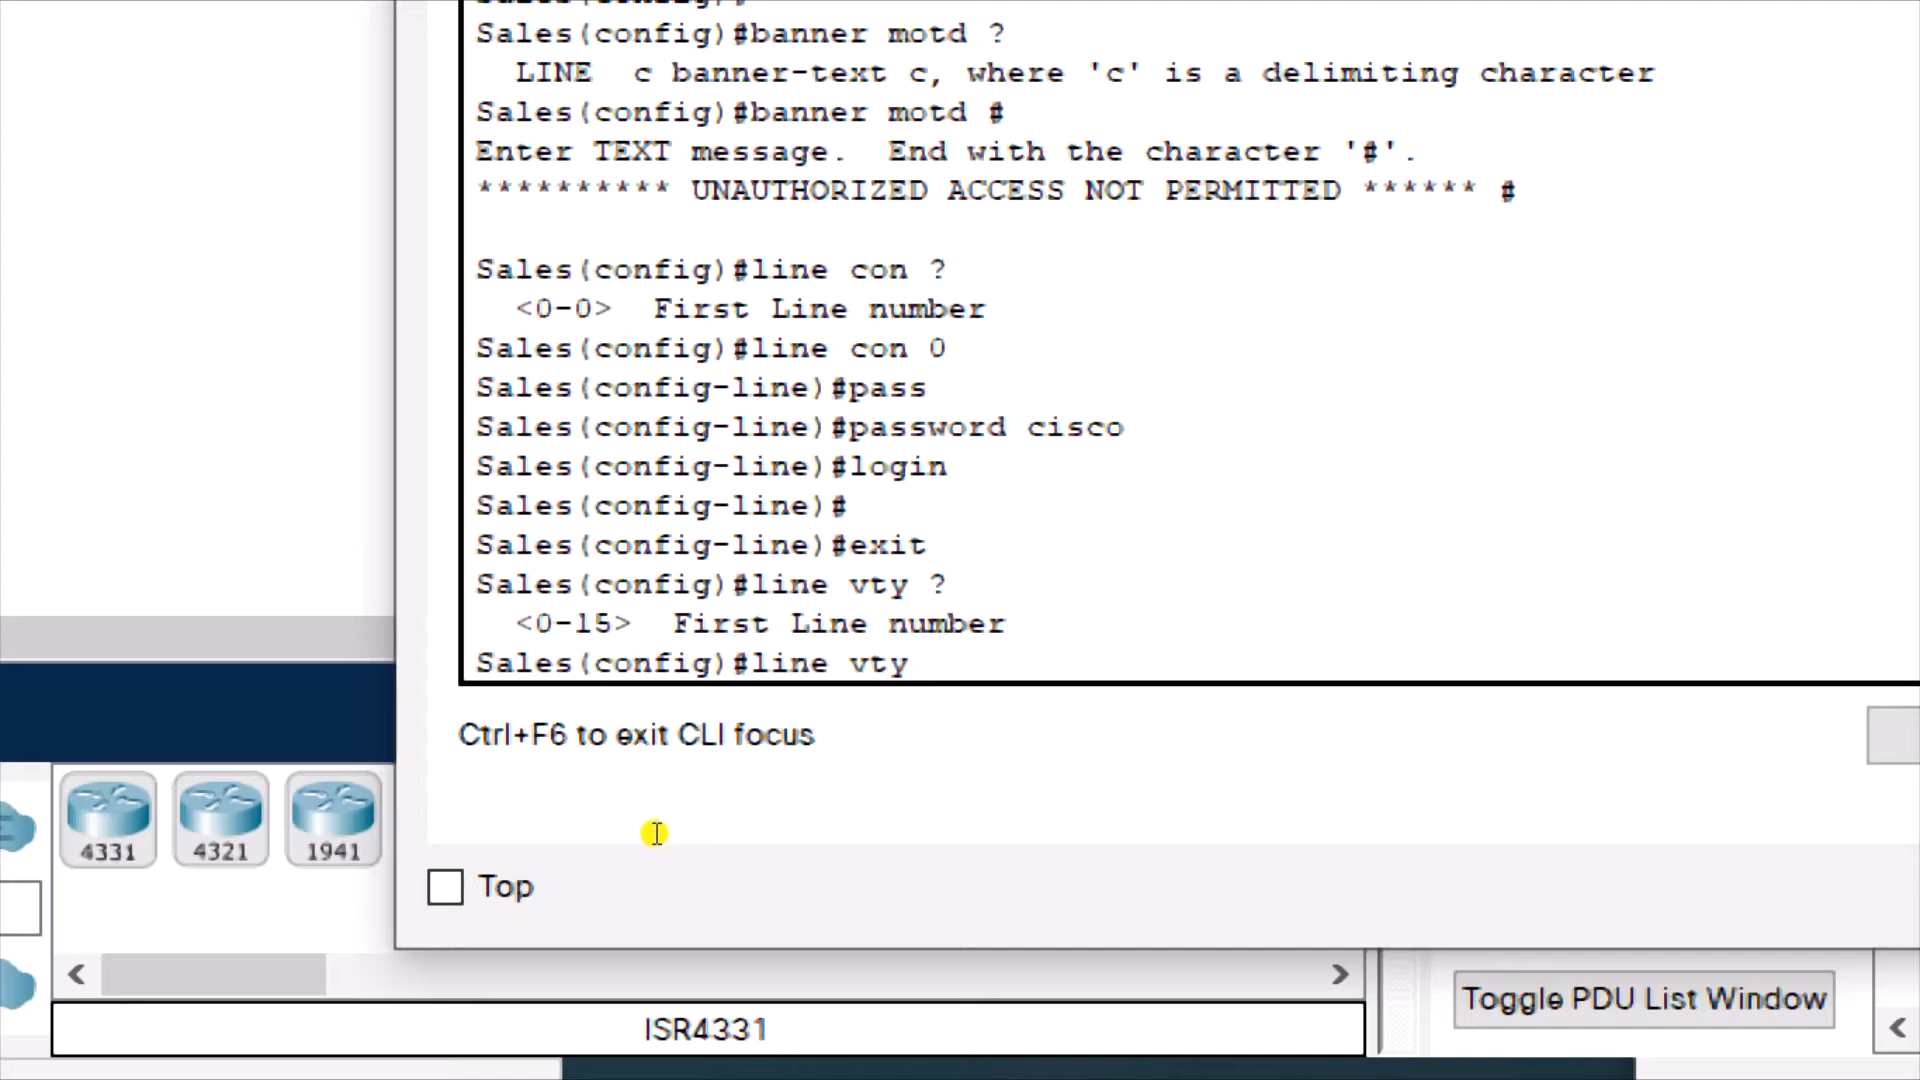 Sales(config)#banner motd ?
LINE  c banner-text c, where 'c' is a delimiting character
Sales(config)#banner motd #
Enter TEXT message.  End with the character '#'.
********** UNAUTHORIZED ACCESS NOT PERMITTED ****** #
Sales(config)#line con ?
<0-0>  First Line number
Sales(config)#line con 0
Sales(config-line)#pass
Sales(config-line)#password cisco
Sales(config-line)#login
Sales(config-line)#
Sales(config-line)#exit
Sales(config)#line vty ?
<0-15>  First Line number
Sales(config)#line vty
Ctrl+F6 to exit CLI focus
4331
4321
1941
Top
Toggle PDU List Window
ISR4331